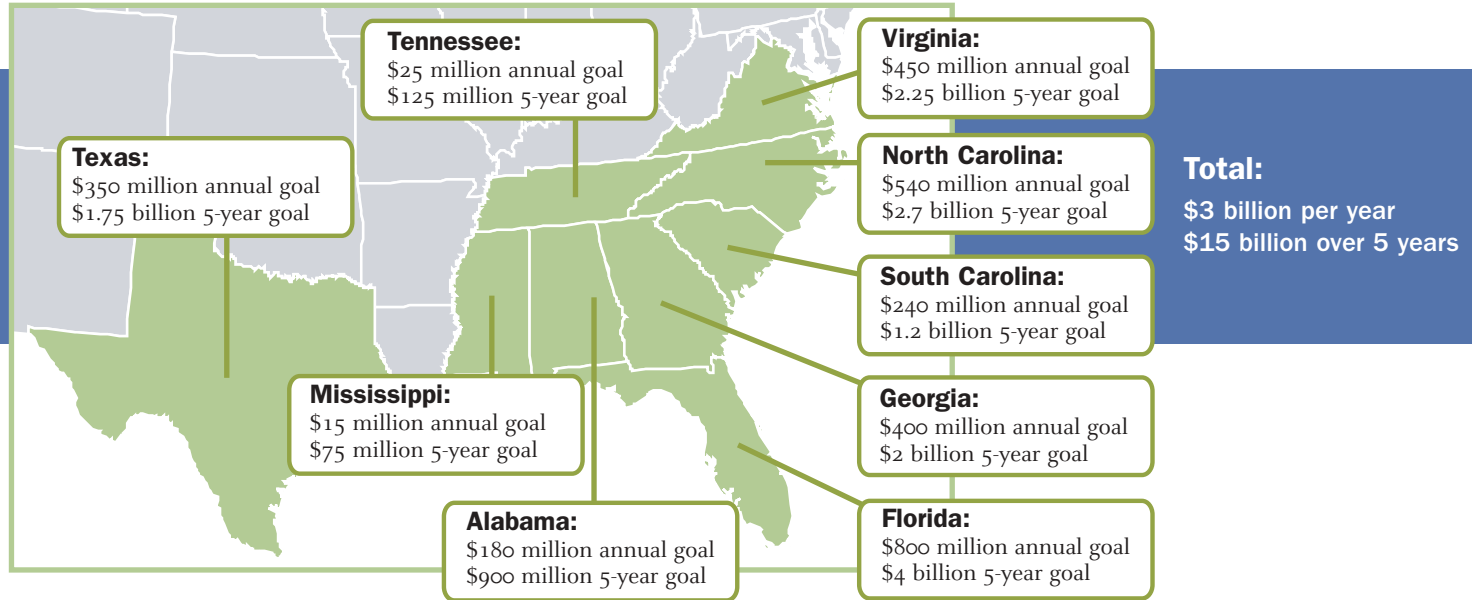 Tennessee:
$25 million annual goal
$125 million 5-year goal
Virginia:
$450 million annual goal
$2.25 billion 5-year goal
Texas:
$350 million annual goal
$1.75 billion 5-year goal
North Carolina:
$540 million annual goal
$2.7 billion 5-year goal
Total:
$3 billion per year
$15 billion over 5 years
South Carolina:
$240 million annual goal
$1.2 billion 5-year goal
Mississippi:
$15 million annual goal
$75 million 5-year goal
Georgia:
$400 million annual goal
$2 billion 5-year goal
Alabama:
$180 million annual goal
$900 million 5-year goal
Florida:
$800 million annual goal
$4 billion 5-year goal